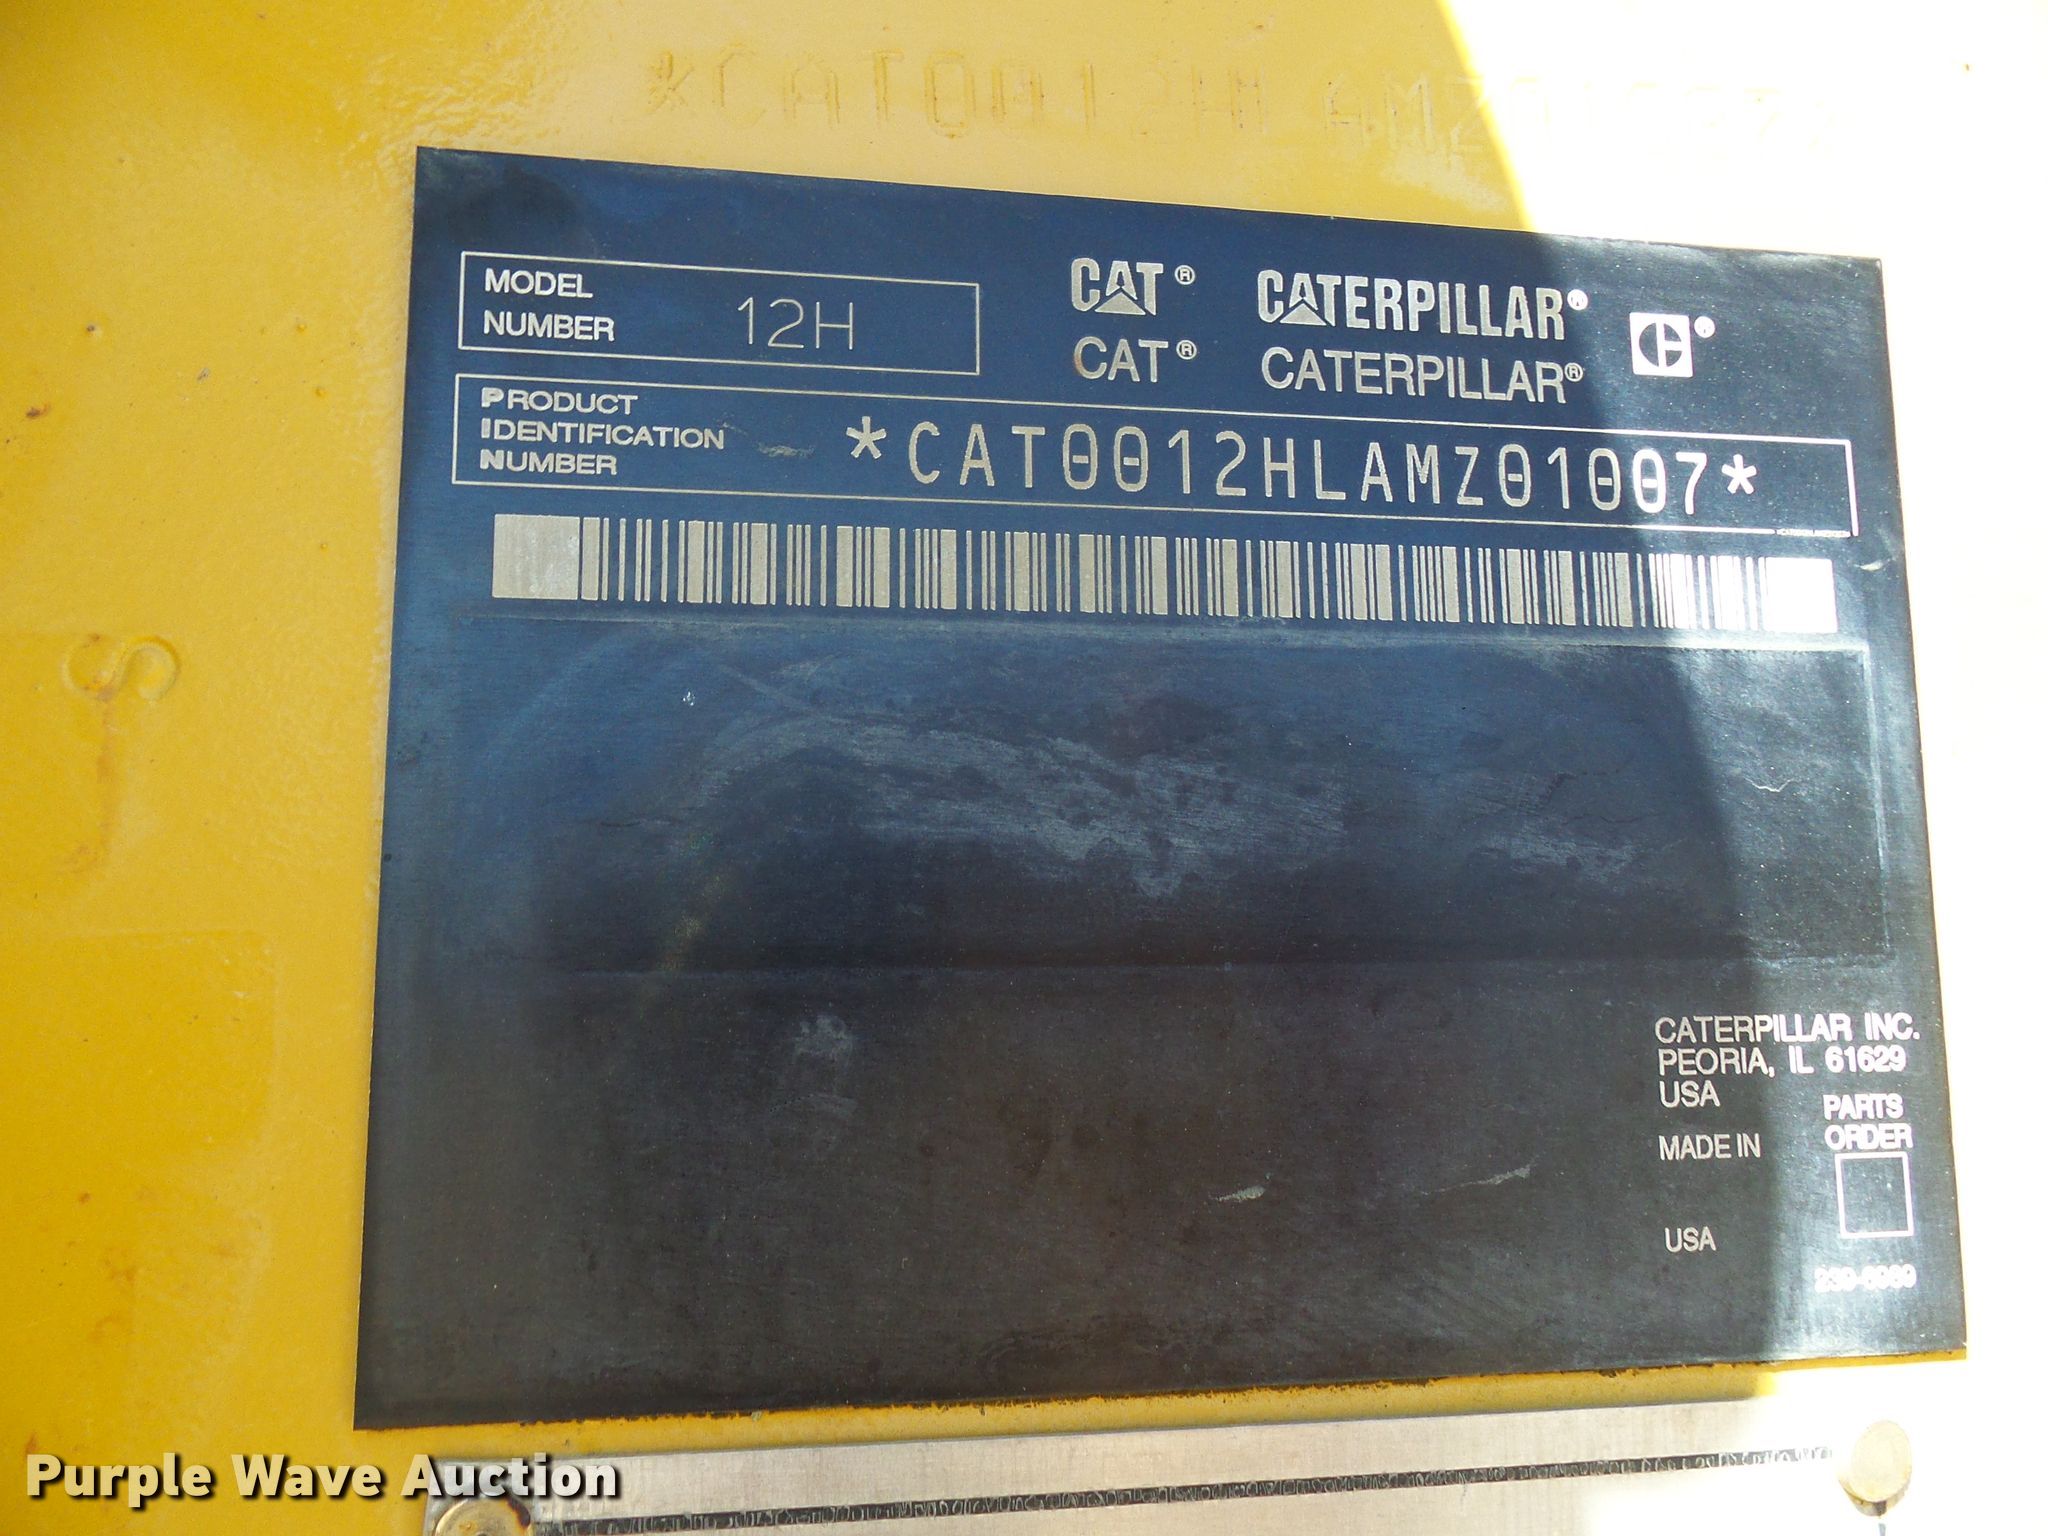 MODEL
NUMBER 12H
CAT® CATERPILLAR® C®
CAT® CATERPILLAR®
PRODUCT
IDENTIFICATION
NUMBER
*CAT0012HLAMZ01007*
CATERPILLAR INC.
PEORIA, IL 61629
USA
PARTS
ORDER
MADE IN
USA
Purple Wave Auction